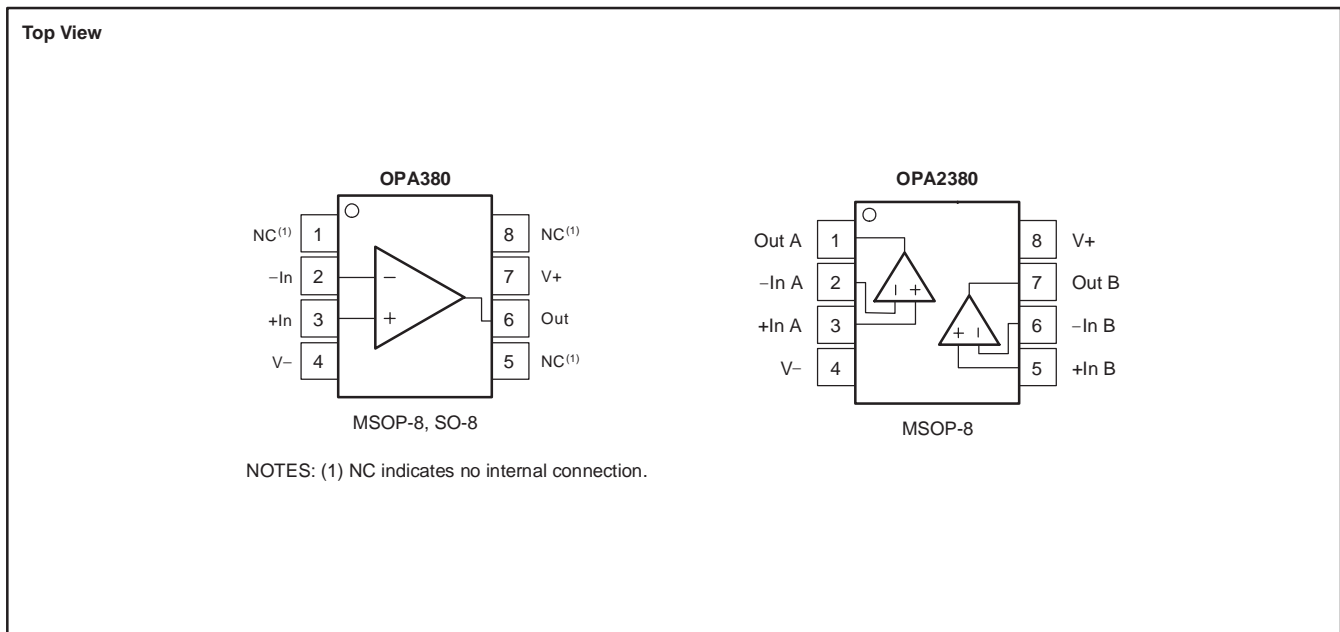 Top View
OPA380
NC(1) 1 8 NC(1)
−In 2 − 7 V+
+In 3 + 6 Out
V− 4 5 NC(1)
MSOP-8, SO-8
NOTES: (1) NC indicates no internal connection.
OPA2380
Out A 1 8 V+
−In A 2 − + 7 Out B
+In A 3 + − 6 −In B
V− 4 5 +In B
MSOP-8